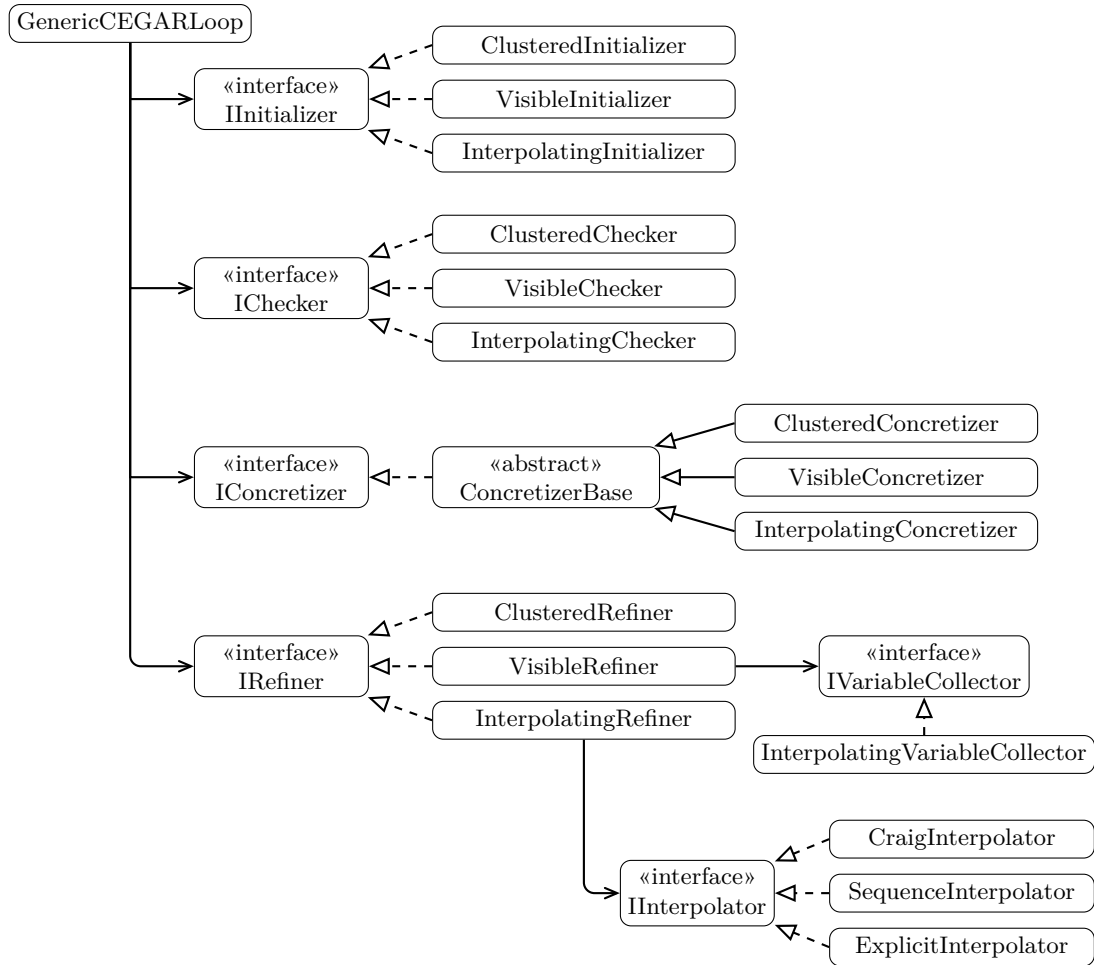 GenericCEGARLoop
«interface»
IInitializer
ClusteredInitializer
VisibleInitializer
InterpolatingInitializer
«interface»
IChecker
ClusteredChecker
VisibleChecker
InterpolatingChecker
«interface»
IConcretizer
«abstract»
ConcretizerBase
ClusteredConcretizer
VisibleConcretizer
InterpolatingConcretizer
«interface»
IRefiner
ClusteredRefiner
VisibleRefiner
InterpolatingRefiner
«interface»
IVariableCollector
InterpolatingVariableCollector
«interface»
IInterpolator
CraigInterpolator
SequenceInterpolator
ExplicitInterpolator